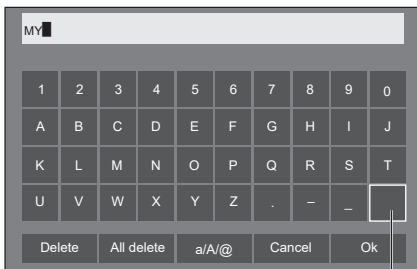 MY
1 2 3 4 5 6 7 8 9 0
A B C D E F G H I J
K L M N O P Q R S T
U V W X Y Z . – _
Delete All delete a/A/@ Cancel Ok